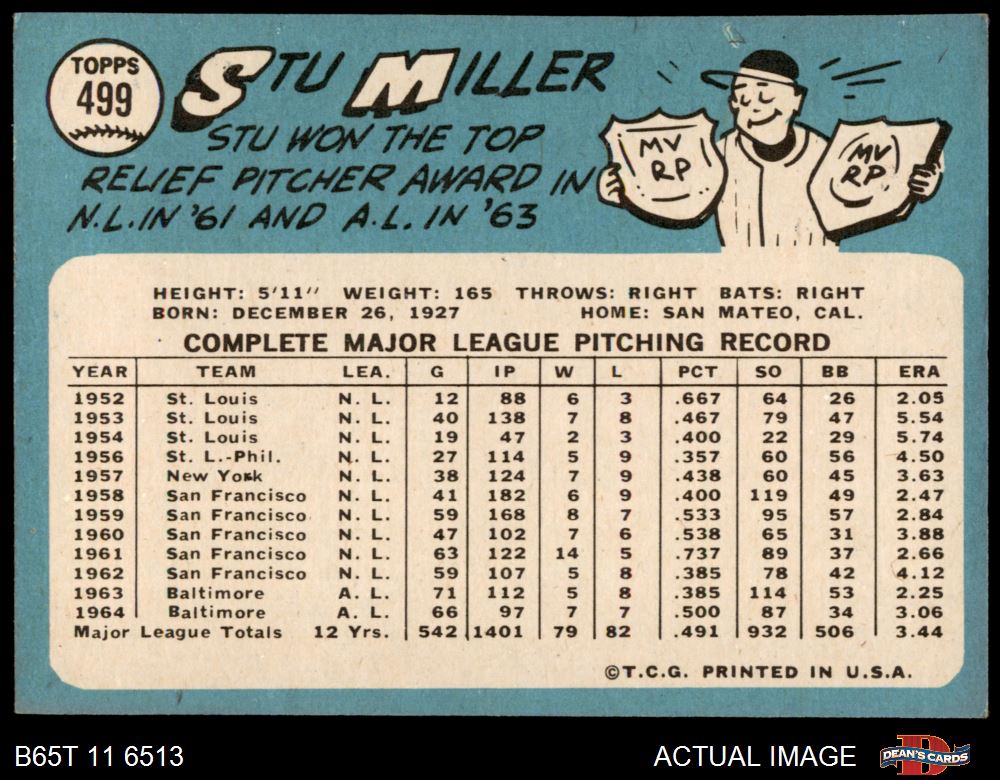 TOPPS
499
STU MILLER
STU WON THE TOP
RELIEF PITCHER AWARD IN
N.L. IN '61 AND A.L. IN '63
MV
RP
MV
RP
HEIGHT: 5'11" WEIGHT: 165 THROWS: RIGHT BATS: RIGHT
BORN: DECEMBER 26, 1927 HOME: SAN MATEO, CAL.
COMPLETE MAJOR LEAGUE PITCHING RECORD
YEAR TEAM LEA. G IP W L PCT SO BB ERA
1952 St. Louis N. L. 12 88 6 3 .667 64 26 2.05
1953 St. Louis N. L. 40 138 7 8 .467 79 47 5.54
1954 St. Louis N. L. 19 47 2 3 .400 22 29 5.74
1956 St. L.-Phil. N. L. 27 114 5 9 .357 60 56 4.50
1957 New York N. L. 38 124 7 9 .438 60 45 3.63
1958 San Francisco N. L. 41 182 6 9 .400 119 49 2.47
1959 San Francisco N. L. 59 168 8 7 .533 95 57 2.84
1960 San Francisco N. L. 47 102 7 6 .538 65 31 3.88
1961 San Francisco N. L. 63 122 14 5 .737 89 37 2.66
1962 San Francisco N. L. 59 107 5 8 .385 78 42 4.12
1963 Baltimore A. L. 71 112 5 8 .385 114 53 2.25
1964 Baltimore A. L. 66 97 7 7 .500 87 34 3.06
Major League Totals 12 Yrs. 542 1401 79 82 .491 932 506 3.44
©T.C.G. PRINTED IN U.S.A.
B65T 11 6513 ACTUAL IMAGE D DEAN'S CARDS